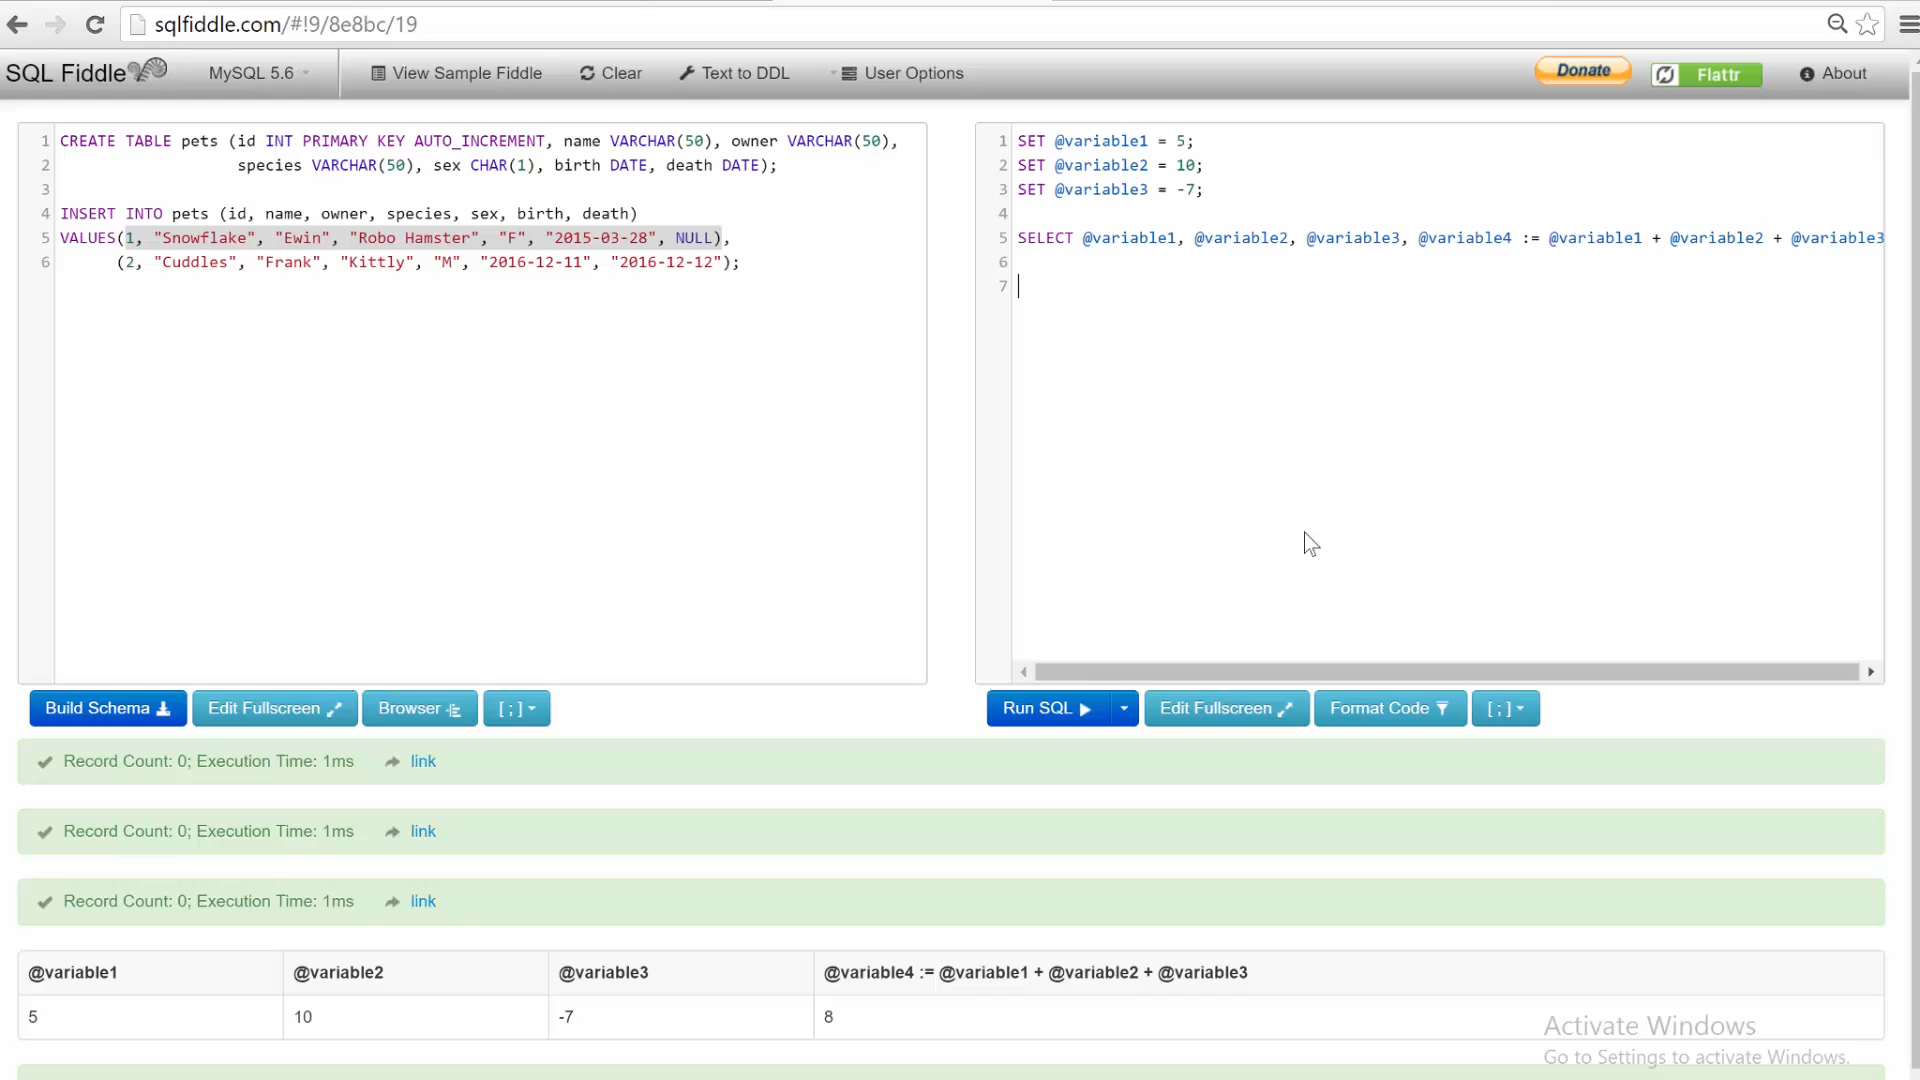 sqlfiddle.com/#!9/8e8bc/19
SQL Fiddle
MySQL 5.6
View Sample Fiddle
Clear
Text to DDL
User Options
Donate
Flattr
About
1 CREATE TABLE pets (id INT PRIMARY KEY AUTO_INCREMENT, name VARCHAR(50), owner VARCHAR(50),
2 species VARCHAR(50), sex CHAR(1), birth DATE, death DATE);
3
4 INSERT INTO pets (id, name, owner, species, sex, birth, death)
5 VALUES(1, "Snowflake", "Ewin", "Robo Hamster", "F", "2015-03-28", NULL),
6 (2, "Cuddles", "Frank", "Kittly", "M", "2016-12-11", "2016-12-12");
1 SET @variable1 = 5;
2 SET @variable2 = 10;
3 SET @variable3 = -7;
4
5 SELECT @variable1, @variable2, @variable3, @variable4 := @variable1 + @variable2 + @variable3
6
7
Build Schema
Edit Fullscreen
Browser
[ ; ]
Run SQL
Edit Fullscreen
Format Code
[ ; ]
Record Count: 0; Execution Time: 1ms link
Record Count: 0; Execution Time: 1ms link
Record Count: 0; Execution Time: 1ms link
@variable1 @variable2 @variable3 @variable4 := @variable1 + @variable2 + @variable3
5 10 -7 8
Activate Windows
Go to Settings to activate Windows.